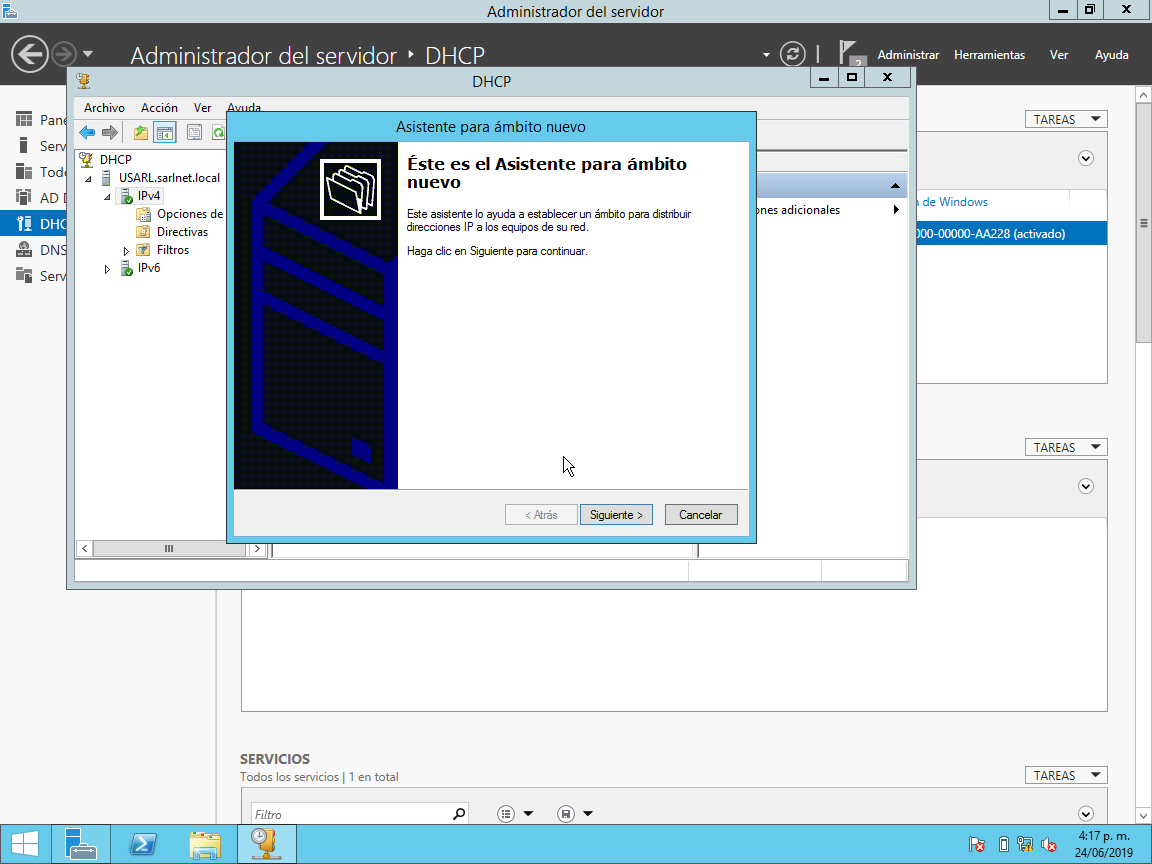 Administrador del servidor
Administrador del servidor ‣ DHCP
Administrar Herramientas Ver Ayuda
2
DHCP
Archivo Acción Ver Ayuda
Asistente para ámbito nuevo
TAREAS
DHCP
USARL.sarlnet.local
IPv4
Opciones de
Directivas
Filtros
IPv6
Pane
Serv
Todo
AD D
DHC
DNS
Serv
Éste es el Asistente para ámbito
nuevo
Este asistente lo ayuda a establecer un ámbito para distribuir
direcciones IP a los equipos de su red.
Haga clic en Siguiente para continuar.
< Atrás Siguiente > Cancelar
ones adicionales
n de Windows
000-00000-AA228 (activado)
TAREAS
SERVICIOS
Todos los servicios | 1 en total
TAREAS
Filtro
4:17 p. m.
24/06/2019